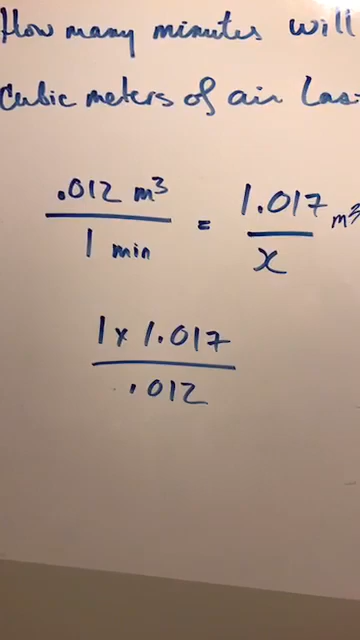 How many minutes will
Cubic meters of air Las
.012 m³ = 1.017 m³
1 min x
1 x 1.017
.012